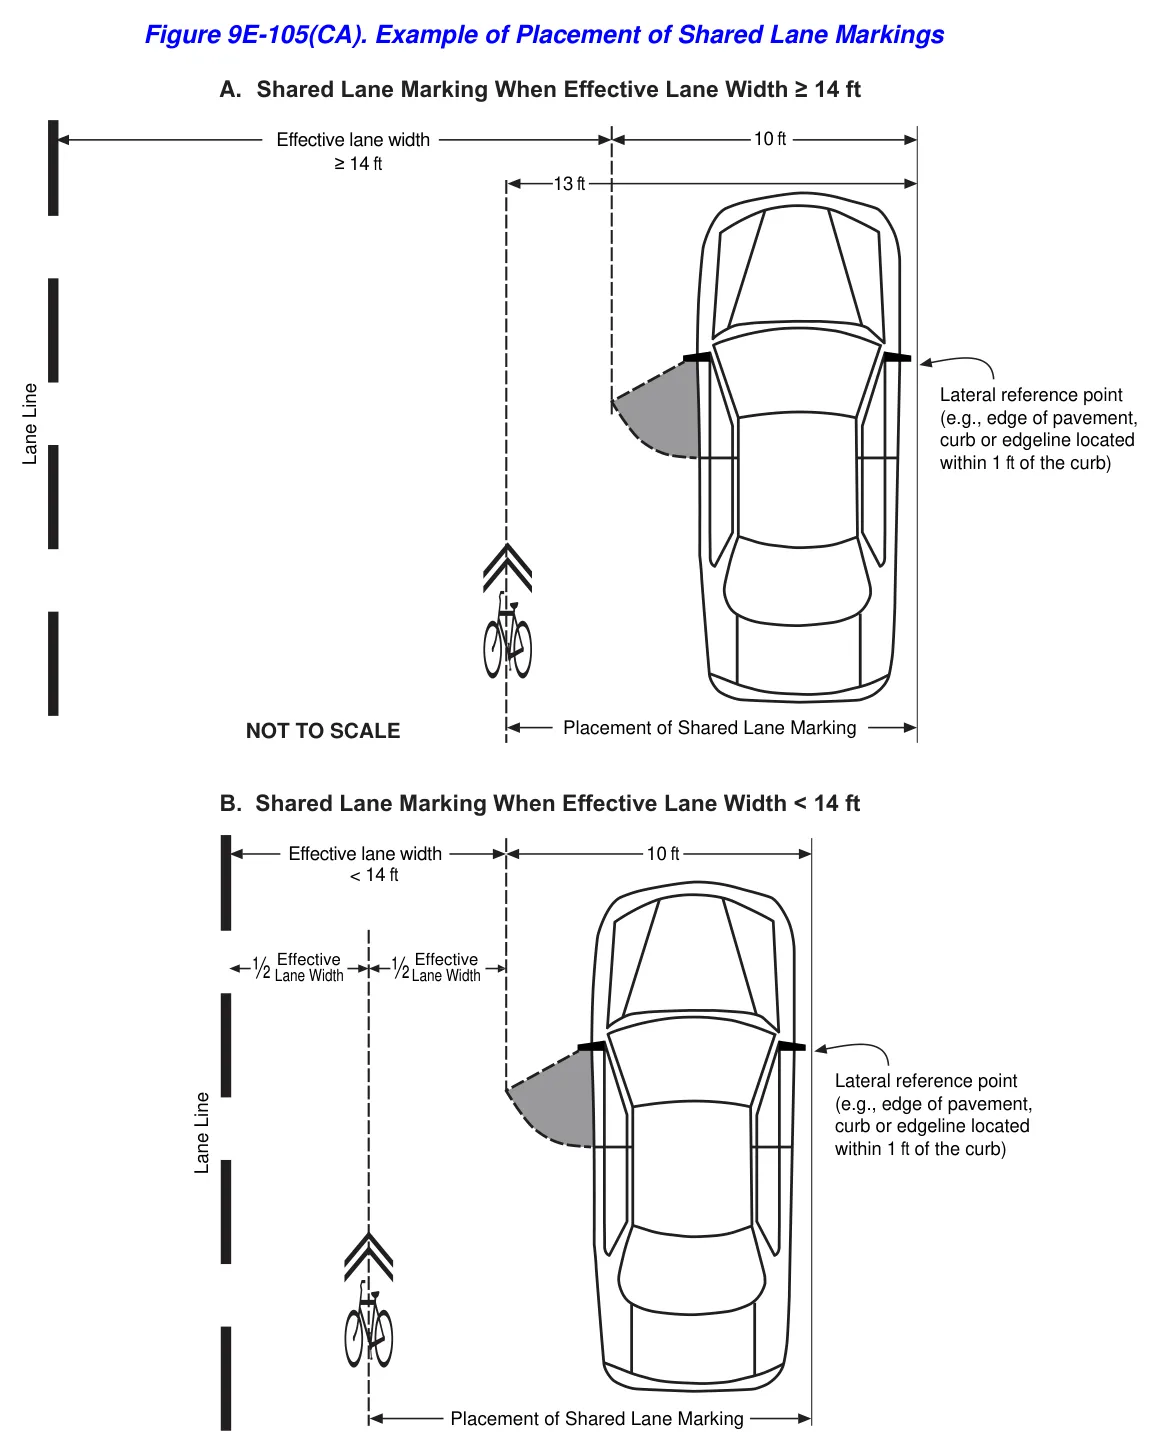 Figure 9E-105(CA). Example of Placement of Shared Lane Markings
A. Shared Lane Marking When Effective Lane Width ≥ 14 ft
Effective lane width
≥ 14 ft
10 ft
13 ft
Lane Line
Lateral reference point
(e.g., edge of pavement,
curb or edgeline located
within 1 ft of the curb)
NOT TO SCALE
Placement of Shared Lane Marking
B. Shared Lane Marking When Effective Lane Width < 14 ft
Effective lane width
< 14 ft
10 ft
½ Effective
Lane Width
½ Effective
Lane Width
Lane Line
Lateral reference point
(e.g., edge of pavement,
curb or edgeline located
within 1 ft of the curb)
Placement of Shared Lane Marking